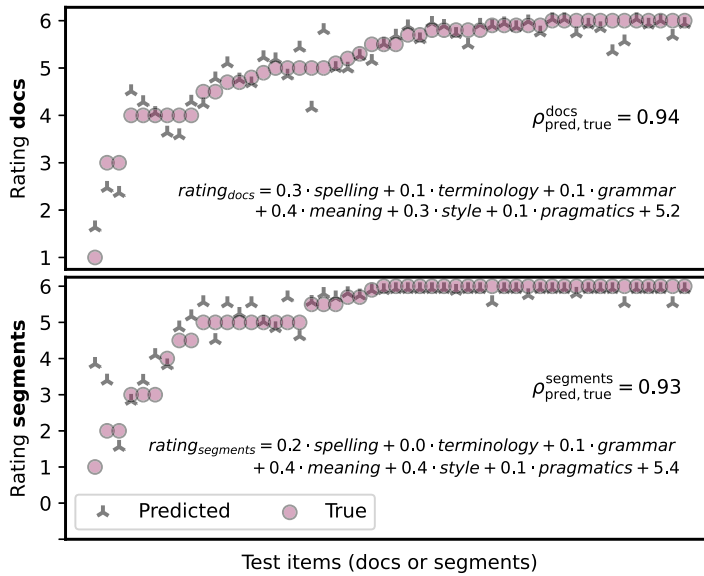 Rating docs
6
5
4
3
2
1
ρ^docs_pred, true = 0.94
rating_docs = 0.3 · spelling + 0.1 · terminology + 0.1 · grammar
+ 0.4 · meaning + 0.3 · style + 0.1 · pragmatics + 5.2
Rating segments
6
5
4
3
2
1
0
ρ^segments_pred, true = 0.93
rating_segments = 0.2 · spelling + 0.0 · terminology + 0.1 · grammar
+ 0.4 · meaning + 0.4 · style + 0.1 · pragmatics + 5.4
Predicted True
Test items (docs or segments)